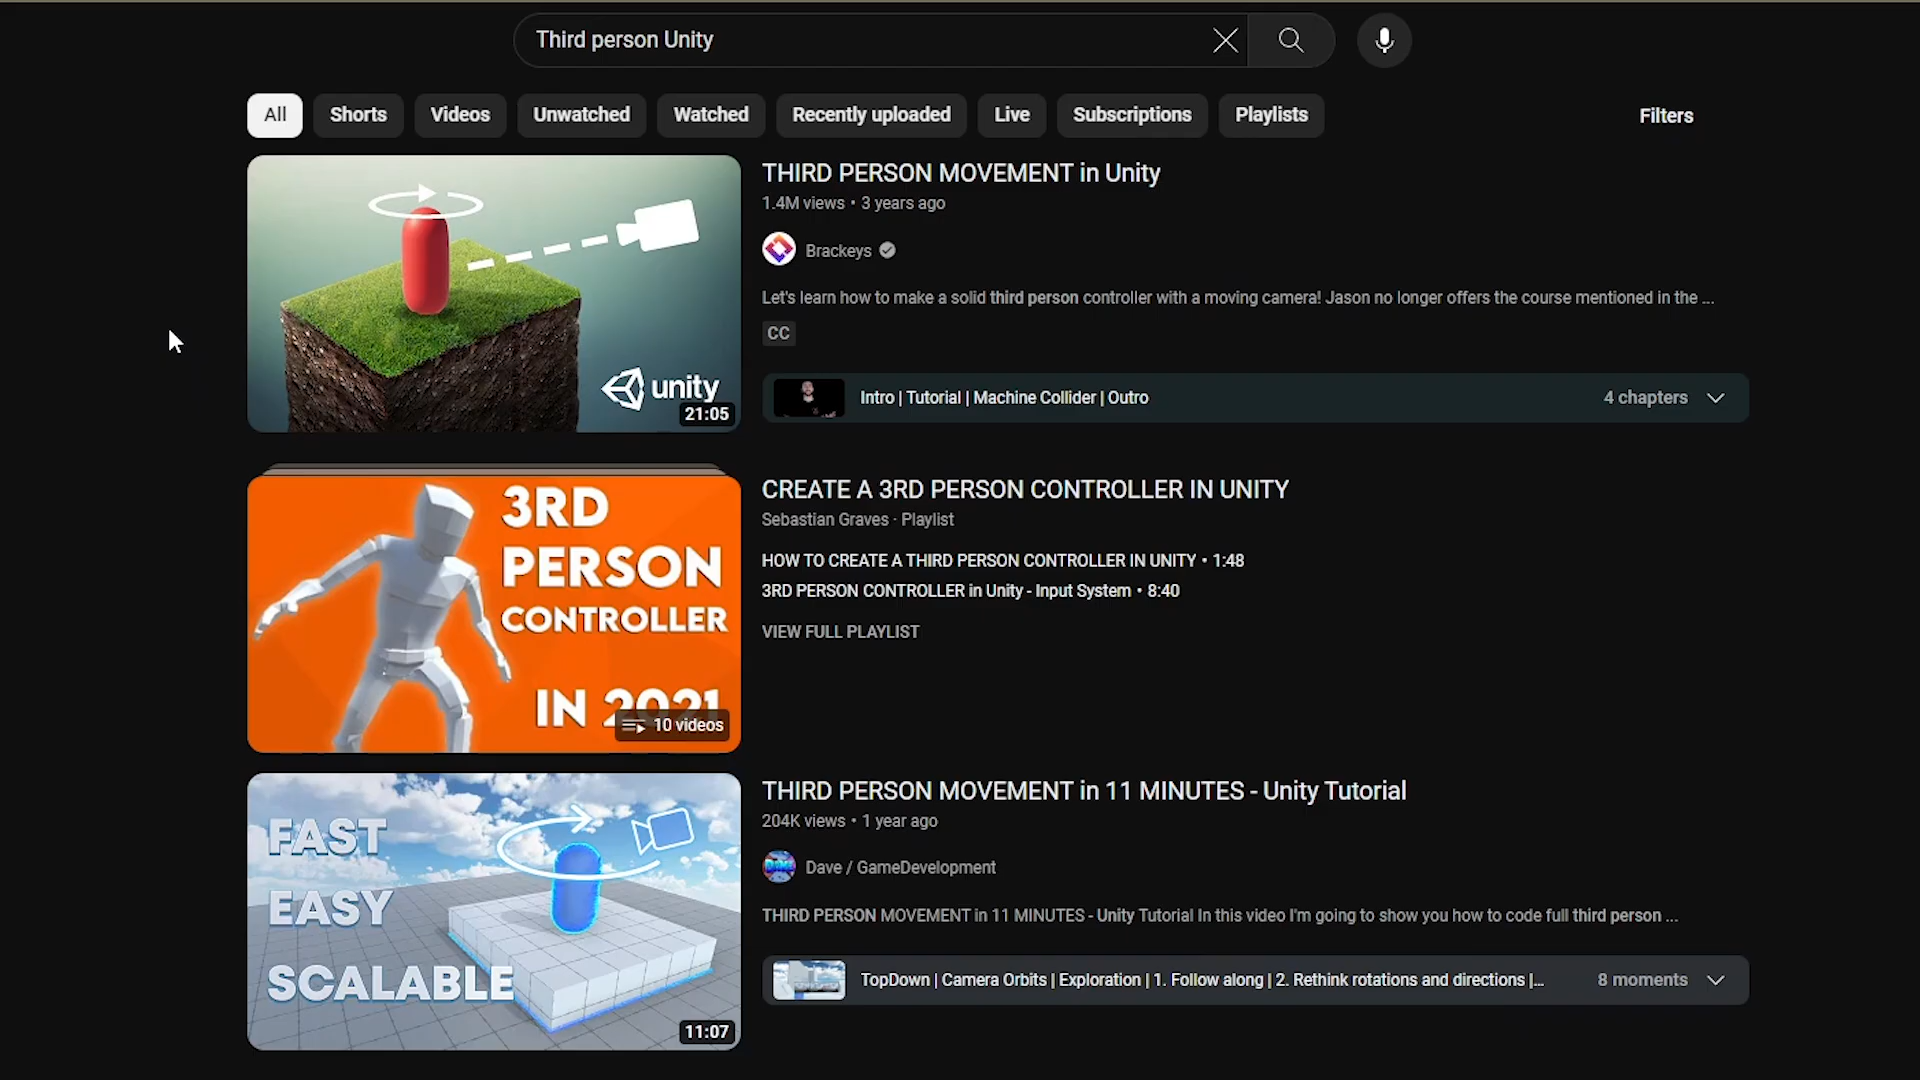 Third person Unity
All
Shorts
Videos
Unwatched
Watched
Recently uploaded
Live
Subscriptions
Playlists
Filters
unity
21:05
THIRD PERSON MOVEMENT in Unity
1.4M views • 3 years ago
Brackeys
Let's learn how to make a solid third person controller with a moving camera! Jason no longer offers the course mentioned in the ...
CC
Intro | Tutorial | Machine Collider | Outro
4 chapters
3RD
PERSON
CONTROLLER
IN 2021
10 videos
CREATE A 3RD PERSON CONTROLLER IN UNITY
Sebastian Graves · Playlist
HOW TO CREATE A THIRD PERSON CONTROLLER IN UNITY • 1:48
3RD PERSON CONTROLLER in Unity - Input System • 8:40
VIEW FULL PLAYLIST
FAST
EASY
SCALABLE
11:07
THIRD PERSON MOVEMENT in 11 MINUTES - Unity Tutorial
204K views • 1 year ago
Dave / GameDevelopment
THIRD PERSON MOVEMENT in 11 MINUTES - Unity Tutorial In this video I'm going to show you how to code full third person ...
TopDown | Camera Orbits | Exploration | 1. Follow along | 2. Rethink rotations and directions |...
8 moments